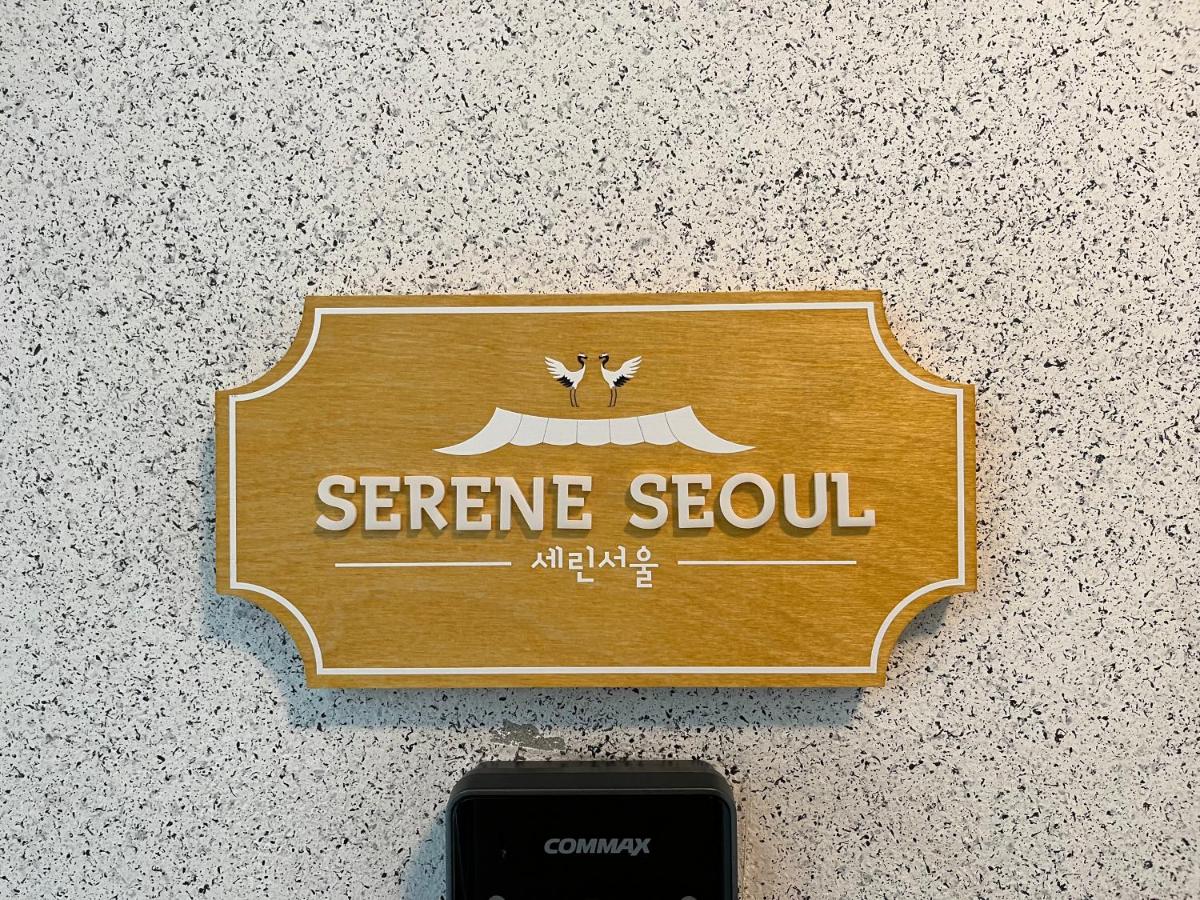 SERENE SEOUL
세린서울
COMMAX